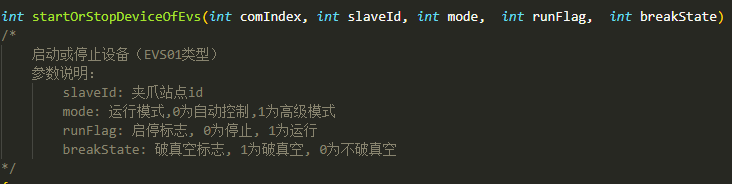 int startOrStopDeviceOfEvs(int comIndex, int slaveId, int mode,  int runFlag,  int breakState)
/*
启动或停止设备（EVS01类型）
参数说明：
slaveId: 夹爪站点id
mode: 运行模式,0为自动控制,1为高级模式
runFlag: 启停标志, 0为停止, 1为运行
breakState: 破真空标志, 1为破真空, 0为不破真空
*/